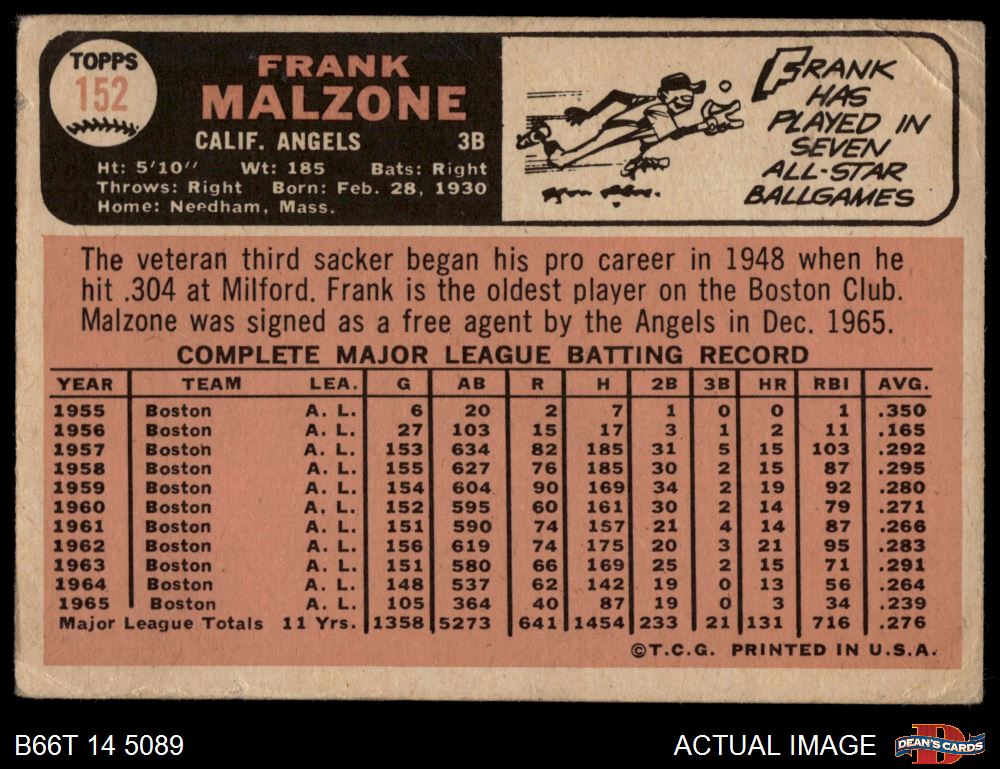 TOPPS
152
FRANK
MALZONE
CALIF. ANGELS 3B
Ht: 5'10" Wt: 185 Bats: Right
Throws: Right Born: Feb. 28, 1930
Home: Needham, Mass.
FRANK
HAS
PLAYED IN
SEVEN
ALL-STAR
BALLGAMES
The veteran third sacker began his pro career in 1948 when he
hit .304 at Milford. Frank is the oldest player on the Boston Club.
Malzone was signed as a free agent by the Angels in Dec. 1965.
COMPLETE MAJOR LEAGUE BATTING RECORD
YEAR TEAM LEA. G AB R H 2B 3B HR RBI AVG.
1955 Boston A. L. 6 20 2 7 1 0 0 1 .350
1956 Boston A. L. 27 103 15 17 3 1 2 11 .165
1957 Boston A. L. 153 634 82 185 31 5 15 103 .292
1958 Boston A. L. 155 627 76 185 30 2 15 87 .295
1959 Boston A. L. 154 604 90 169 34 2 19 92 .280
1960 Boston A. L. 152 595 60 161 30 2 14 79 .271
1961 Boston A. L. 151 590 74 157 21 4 14 87 .266
1962 Boston A. L. 156 619 74 175 20 3 21 95 .283
1963 Boston A. L. 151 580 66 169 25 2 15 71 .291
1964 Boston A. L. 148 537 62 142 19 0 13 56 .264
1965 Boston A. L. 105 364 40 87 19 0 3 34 .239
Major League Totals 11 Yrs. 1358 5273 641 1454 233 21 131 716 .276
©T.C.G. PRINTED IN U.S.A.
B66T 14 5089
ACTUAL IMAGE
DEAN'S CARDS